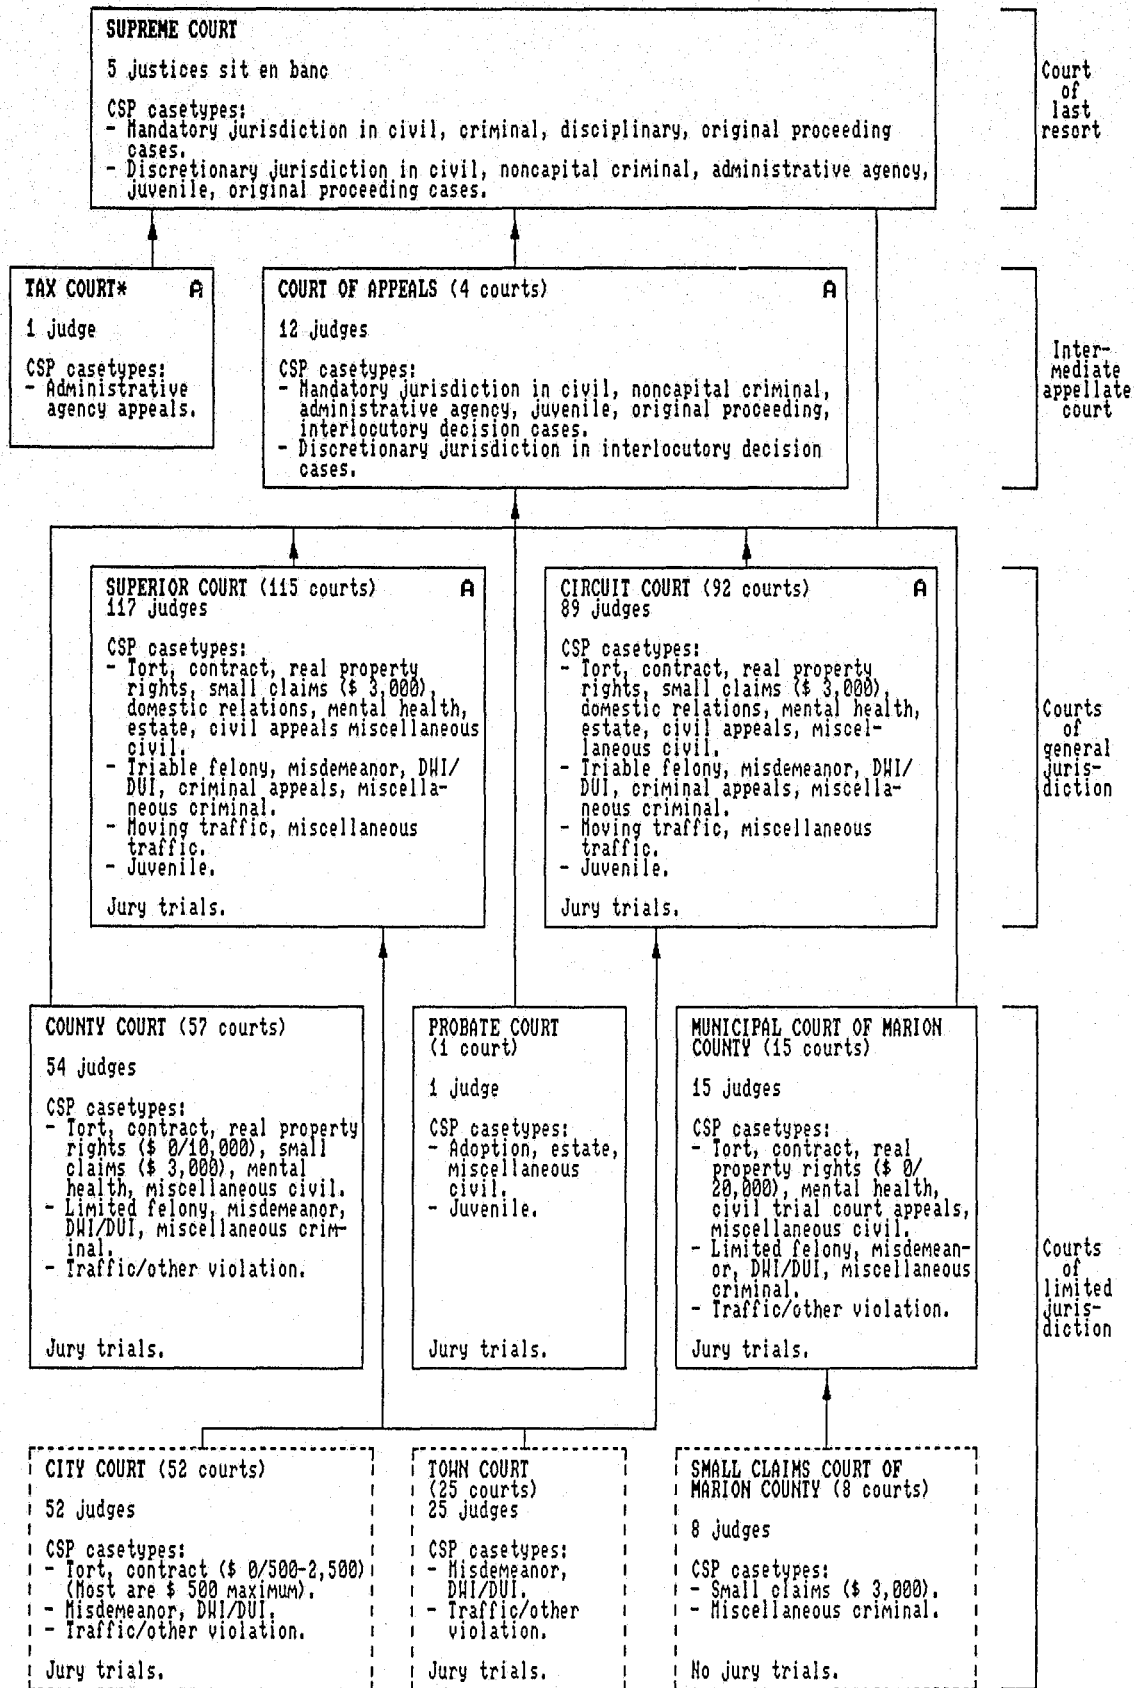 SUPREME COURT
5 justices sit en banc
CSP casetypes:
- Mandatory jurisdiction in civil, criminal, disciplinary, original proceeding
cases.
- Discretionary jurisdiction in civil, noncapital criminal, administrative agency,
juvenile, original proceeding cases.
Court
of
last
resort
TAX COURT* A
1 judge
CSP casetypes:
- Administrative
agency appeals.
COURT OF APPEALS (4 courts) A
12 judges
CSP casetypes:
- Mandatory jurisdiction in civil, noncapital criminal,
administrative agency, juvenile, original proceeding,
interlocutory decision cases.
- Discretionary jurisdiction in interlocutory decision
cases.
Inter-
mediate
appellate
court
SUPERIOR COURT (115 courts) A
117 judges
CSP casetypes:
- Tort, contract, real property
rights, small claims ($ 3,000),
domestic relations, mental health,
estate, civil appeals miscellaneous
civil.
- Triable felony, misdemeanor, DWI/
DUI, criminal appeals, miscella-
neous criminal.
- Moving traffic, miscellaneous
traffic.
- Juvenile.
Jury trials.
CIRCUIT COURT (92 courts) A
89 judges
CSP casetypes:
- Tort, contract, real property
rights, small claims ($ 3,000),
domestic relations, mental health,
estate, civil appeals, miscel-
laneous civil.
- Triable felony, misdemeanor, DWI/
DUI, criminal appeals, miscella-
neous criminal.
- Moving traffic, miscellaneous
traffic.
- Juvenile.
Jury trials.
Courts
of
general
juris-
diction
COUNTY COURT (57 courts)
54 judges
CSP casetypes:
- Tort, contract, real property
rights ($ 0/10,000), small
claims ($ 3,000), mental
health, miscellaneous civil.
- Limited felony, misdemeanor,
DWI/DUI, miscellaneous crim-
inal.
- Traffic/other violation.
Jury trials.
PROBATE COURT
(1 court)
1 judge
CSP casetypes:
- Adoption, estate,
miscellaneous
civil.
- Juvenile.
Jury trials.
MUNICIPAL COURT OF MARION
COUNTY (15 courts)
15 judges
CSP casetypes:
- Tort, contract, real
property rights ($ 0/
20,000), mental health,
civil trial court appeals,
miscellaneous civil.
- Limited felony, misdemean-
or, DWI/DUI, miscellaneous
criminal.
- Traffic/other violation.
Jury trials.
Courts
of
limited
juris-
diction
CITY COURT (52 courts)
52 judges
CSP casetypes:
- Tort, contract ($ 0/500-2,500)
(Most are $ 500 maximum).
- Misdemeanor, DWI/DUI.
- Traffic/other violation.
Jury trials.
TOWN COURT
(25 courts)
25 judges
CSP casetypes:
- Misdemeanor,
DWI/DUI.
- Traffic/other
violation.
Jury trials.
SMALL CLAIMS COURT OF
MARION COUNTY (8 courts)
8 judges
CSP casetypes:
- Small claims ($ 3,000).
- Miscellaneous criminal.
No jury trials.